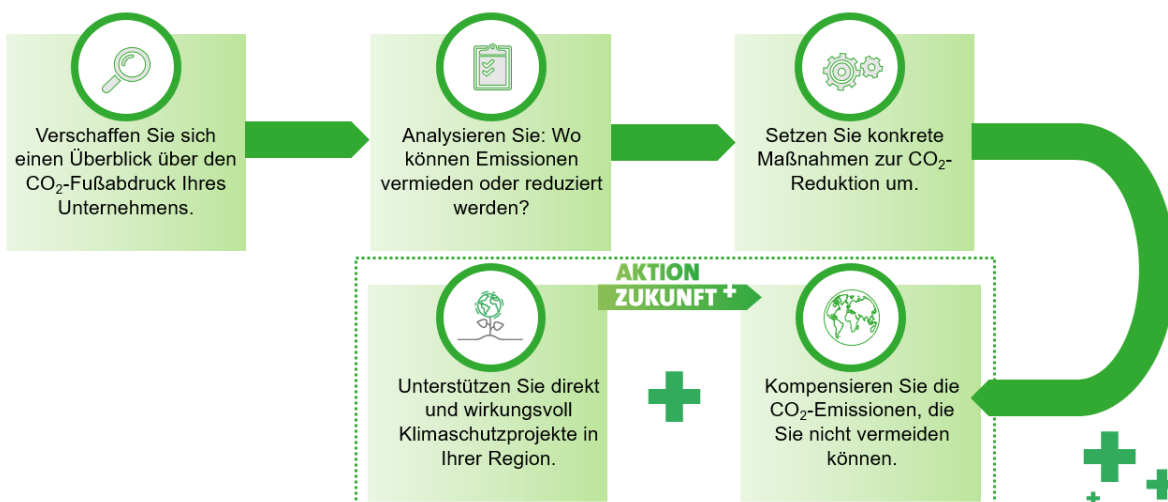 Verschaffen Sie sich
einen Überblick über den
CO₂-Fußabdruck Ihres
Unternehmens.
Analysieren Sie: Wo
können Emissionen
vermieden oder reduziert
werden?
Setzen Sie konkrete
Maßnahmen zur CO₂-
Reduktion um.
AKTION
ZUKUNFT+
Unterstützen Sie direkt
und wirkungsvoll
Klimaschutzprojekte in
Ihrer Region.
Kompensieren Sie die
CO₂-Emissionen, die
Sie nicht vermeiden
können.